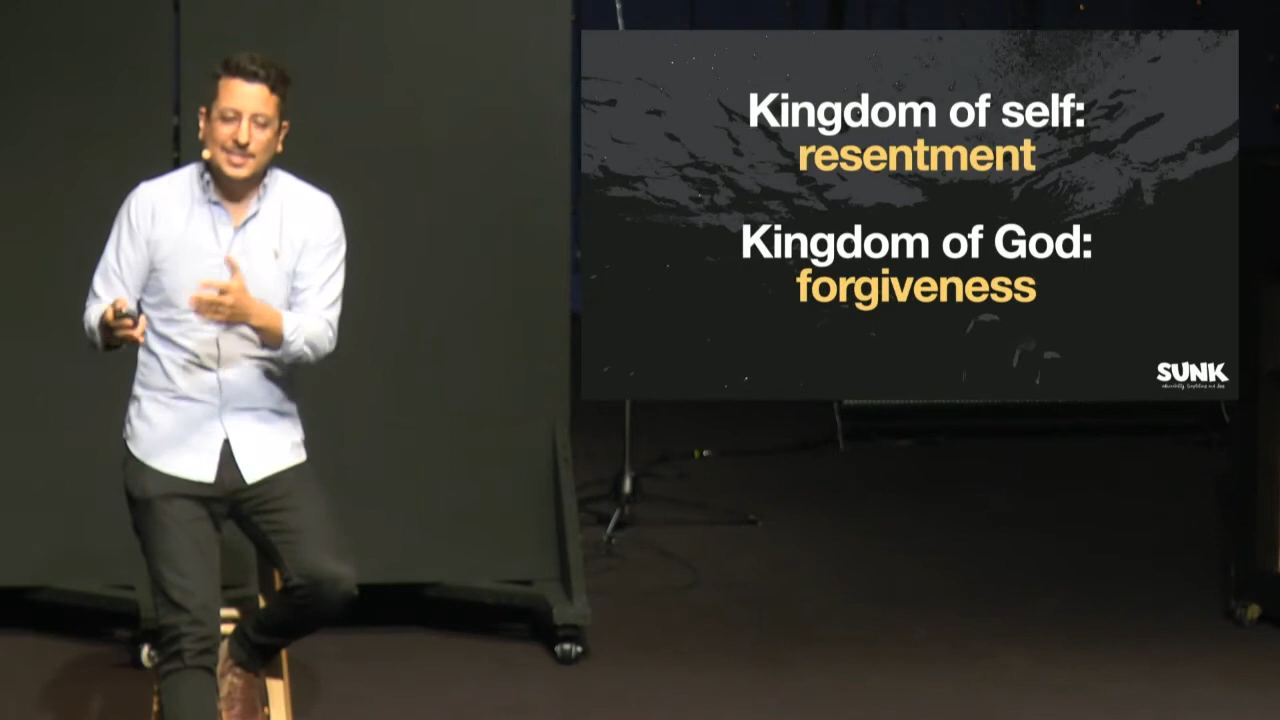 Kingdom of self:
resentment
Kingdom of God:
forgiveness
SUNK